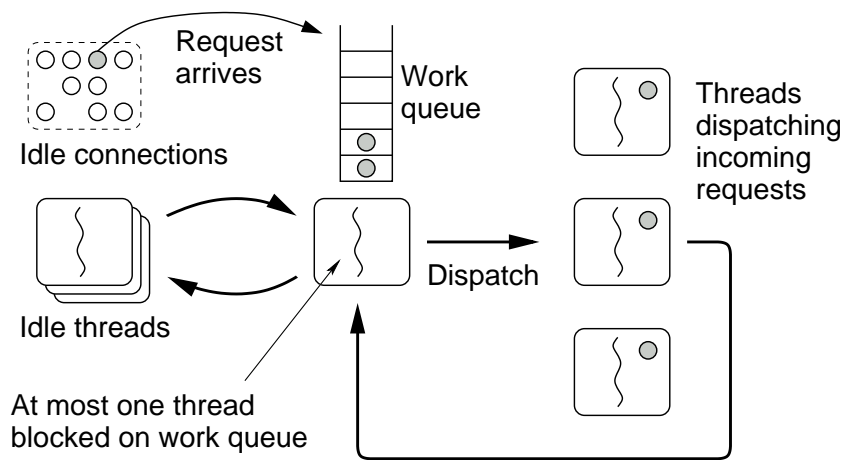 Request
arrives
Work
queue
Threads
dispatching
incoming
requests
Idle connections
Dispatch
Idle threads
At most one thread
blocked on work queue